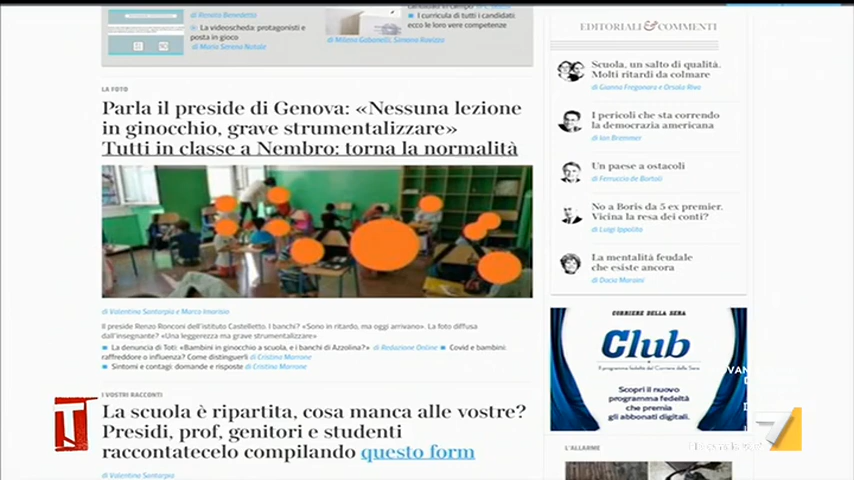 di Renato Benedetto
La videoscheda: protagonisti e
posta in gioco
di Maria Serena Natale
I curricula di tutti i candidati
ecco le loro vere competenze
di Milena Gabanelli, Simona Ravizza
LA FOTO
Parla il preside di Genova: «Nessuna lezione
in ginocchio, grave strumentalizzare»
Tutti in classe a Nembro: torna la normalità
di Valentina Santarpia e Marco Imarisio
Il preside Renzo Ronconi dell'istituto Castelletto. I banchi? «Sono in ritardo, ma oggi arrivano». La foto diffusa
dall'insegnante? «Una leggerezza ma grave strumentalizzare»
La denuncia di Toti: «Bambini in ginocchio a scuola, e i banchi di Azzolina?» di Redazione Online Covid e bambini:
raffreddore o influenza? Come distinguerli di Cristina Marrone
Sintomi e contagi: domande e risposte di Cristina Marrone
I VOSTRI RACCONTI
La scuola è ripartita, cosa manca alle vostre?
Presidi, prof, genitori e studenti
raccontatecelo compilando questo form
di Valentina Santarpia
EDITORIALI & COMMENTI
Scuola, un salto di qualità.
Molti ritardi da colmare
di Gianna Fregonara e Orsola Riva
I pericoli che sta correndo
la democrazia americana
di Ian Bremmer
Un paese a ostacoli
di Ferruccio de Bortoli
No a Boris da 5 ex premier.
Vicina la resa dei conti?
di Luigi Ippolito
La mentalità feudale
che esiste ancora
di Dacia Maraini
CORRIERE DELLA SERA
Club
Il programma fedeltà del Corriere della Sera
Scopri il nuovo
programma fedeltà
che premia
gli abbonati digitali.
L'ALLARME